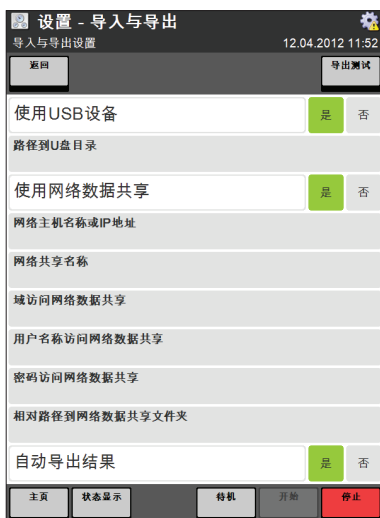 设置 - 导入与导出
导入与导出设置 12.04.2012 11:52
返回 导出测试
使用USB设备 是 否
路径到U盘目录
使用网络数据共享 是 否
网络主机名称或IP地址
网络共享名称
域访问网络数据共享
用户名称访问网络数据共享
密码访问网络数据共享
相对路径到网络数据共享文件夹
自动导出结果 是 否
主页 状态显示 待机 开始 停止